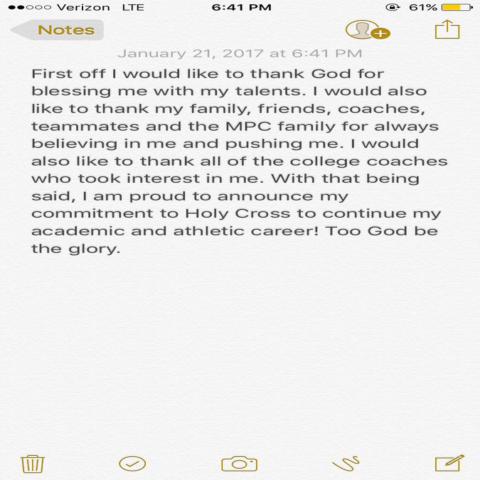 Verizon LTE 6:41 PM 61%
Notes
January 21, 2017 at 6:41 PM
First off I would like to thank God for
blessing me with my talents. I would also
like to thank my family, friends, coaches,
teammates and the MPC family for always
believing in me and pushing me. I would
also like to thank all of the college coaches
who took interest in me. With that being
said, I am proud to announce my
commitment to Holy Cross to continue my
academic and athletic career! Too God be
the glory.